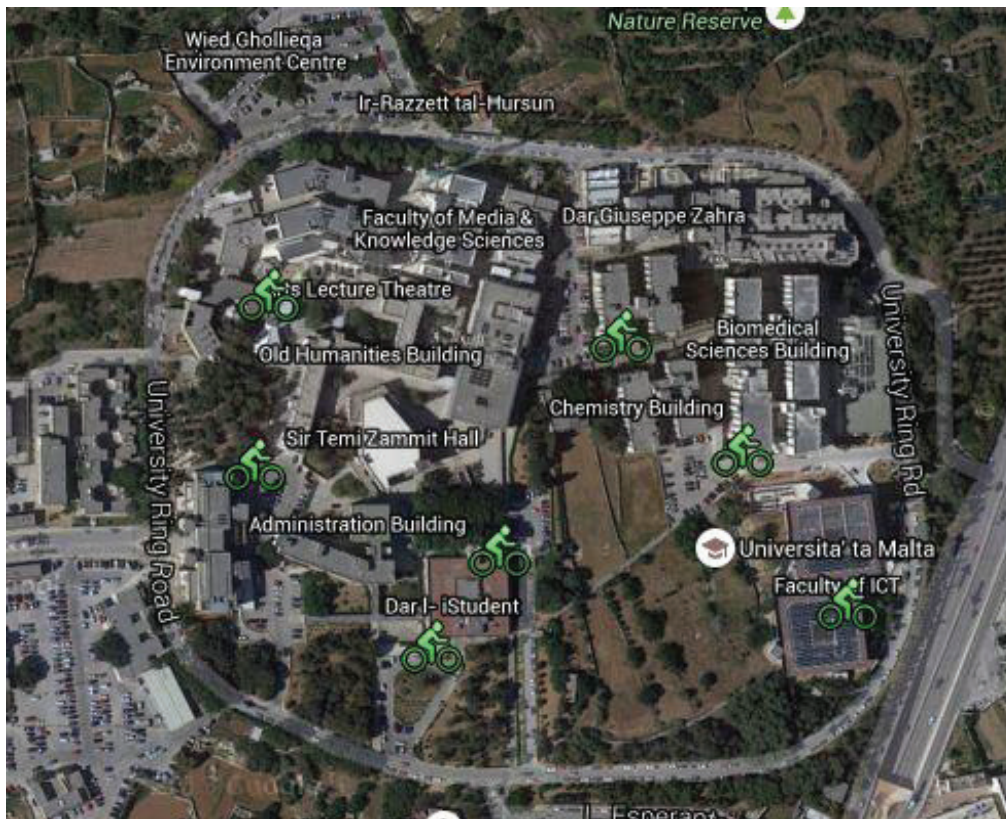 Nature Reserve
Wied Ghollieqa
Environment Centre
Ir-Razzett tal-Hursun
Faculty of Media &
Knowledge Sciences
Dar Giuseppe Zahra
Lecture Theatre
University Ring Rd
Biomedical
Sciences Building
Old Humanities Building
Chemistry Building
University Ring Road
Sir Temi Zammit Hall
Administration Building
Universita' ta Malta
Faculty of ICT
Dar l- iStudent